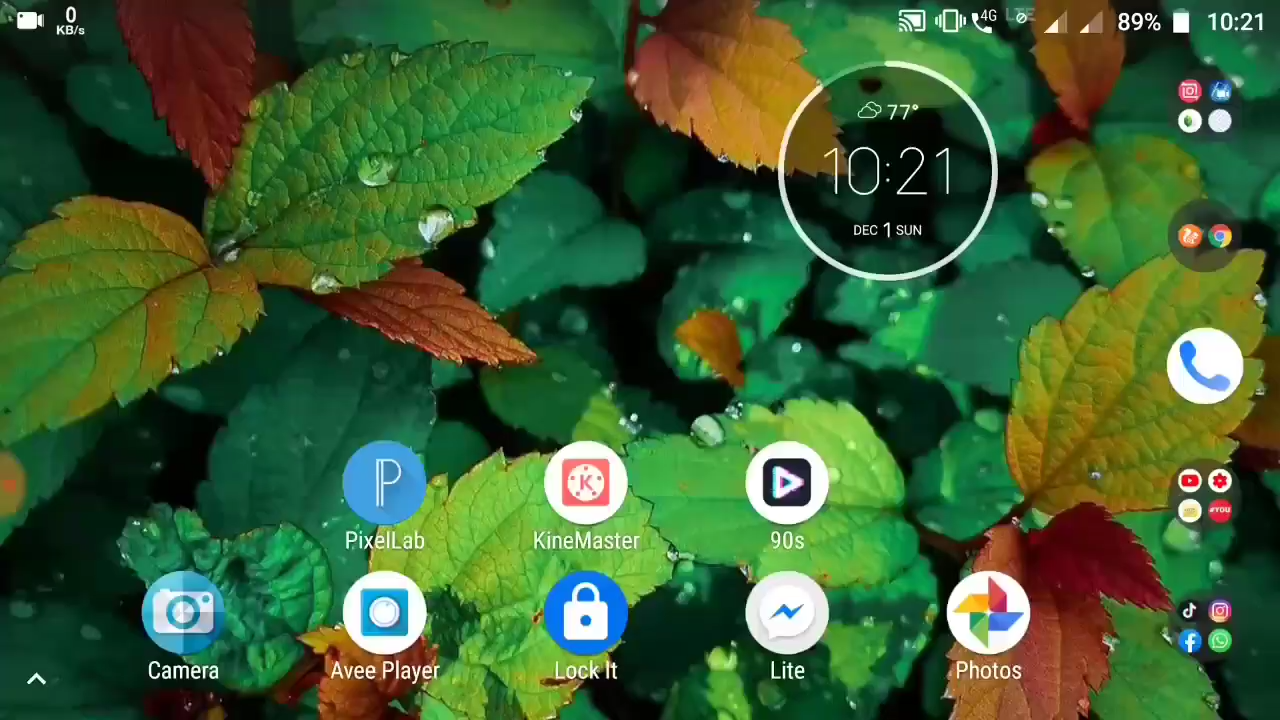 0
KB/s
4G
LTE
89%
10:21
77°
10:21
DEC 1 SUN
PixelLab
KineMaster
90s
Camera
Avee Player
Lock It
Lite
Photos